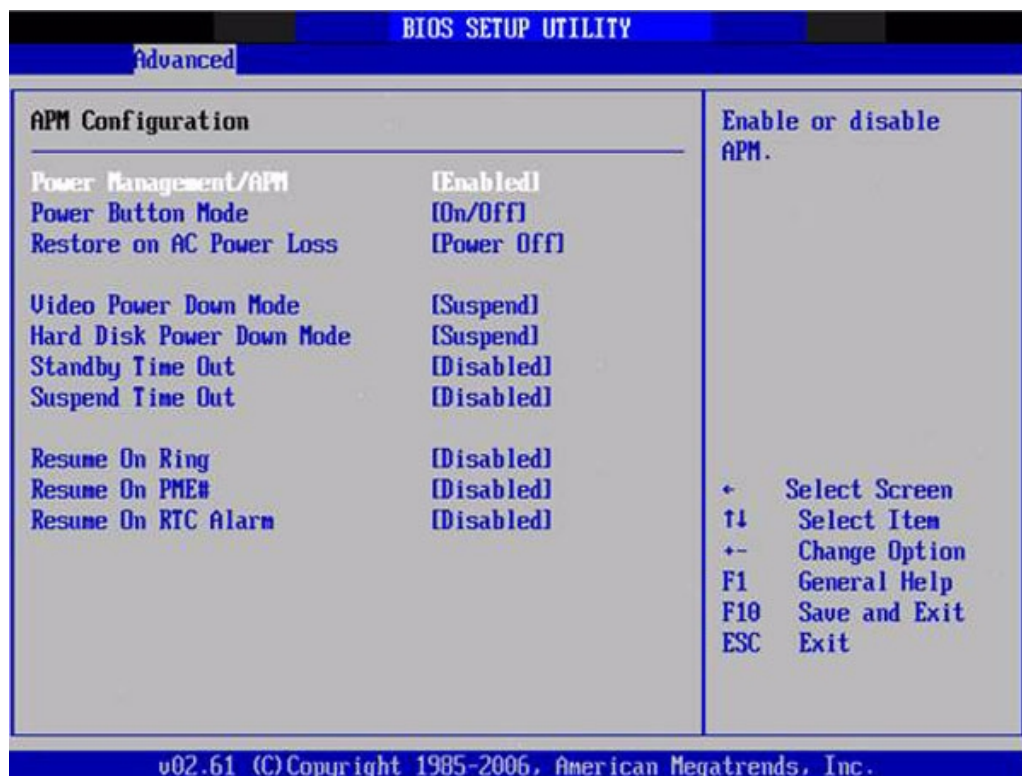 BIOS SETUP UTILITY
Advanced
APM Configuration
Power Management/APM [Enabled]
Power Button Mode [On/Off]
Restore on AC Power Loss [Power Off]
Video Power Down Mode [Suspend]
Hard Disk Power Down Mode [Suspend]
Standby Time Out [Disabled]
Suspend Time Out [Disabled]
Resume On Ring [Disabled]
Resume On PME# [Disabled]
Resume On RTC Alarm [Disabled]
Enable or disable
APM.
← Select Screen
↑↓ Select Item
+- Change Option
F1 General Help
F10 Save and Exit
ESC Exit
v02.61 (C)Copyright 1985-2006, American Megatrends, Inc.